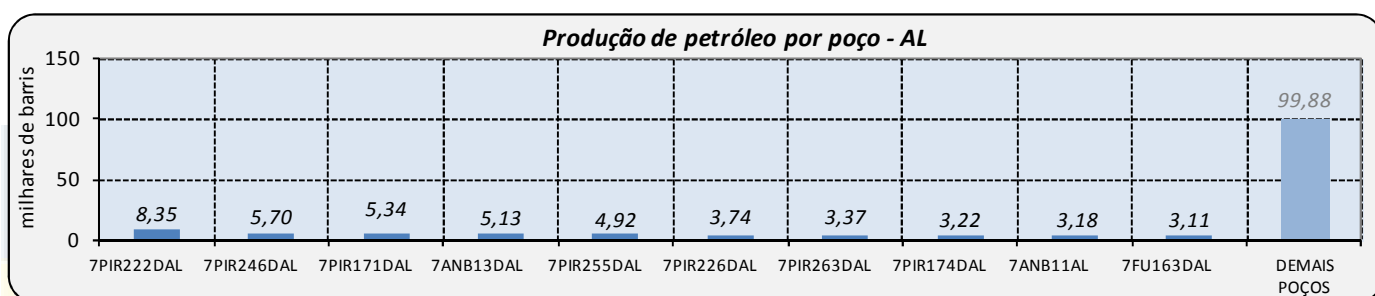 Produção de petróleo por poço - AL
milhares de barris
150
100
50
0
8,35 5,70 5,34 5,13 4,92 3,74 3,37 3,22 3,18 3,11 99,88
7PIR222DAL 7PIR246DAL 7PIR171DAL 7ANB13DAL 7PIR255DAL 7PIR226DAL 7PIR263DAL 7PIR174DAL 7ANB11AL 7FU163DAL DEMAIS
POÇOS